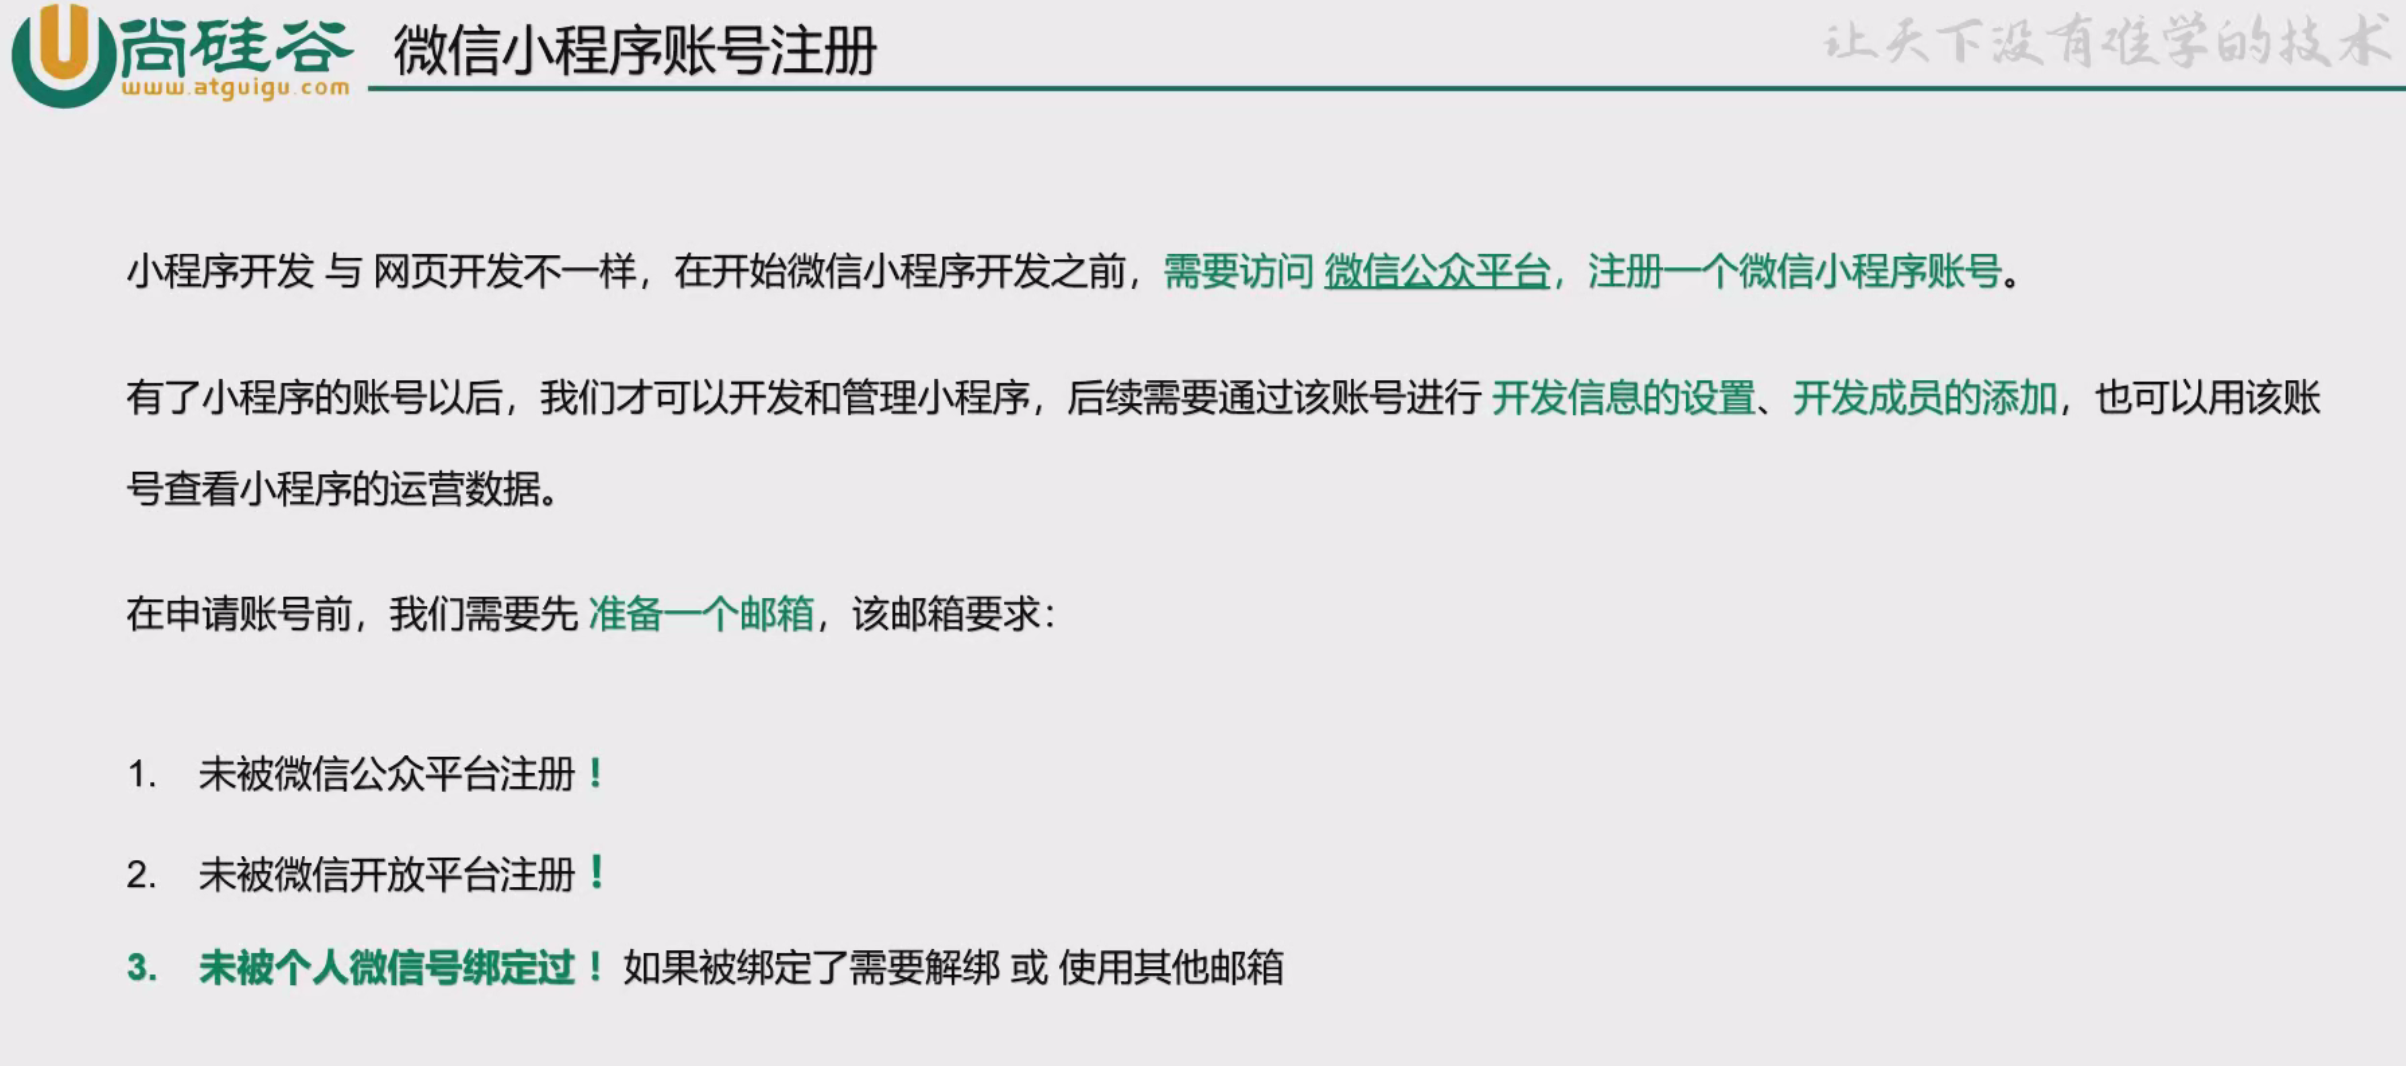 尚硅谷
www.atguigu.com
微信小程序账号注册
让天下没有难学的技术
小程序开发 与 网页开发不一样，在开始微信小程序开发之前，需要访问 微信公众平台，注册一个微信小程序账号。
有了小程序的账号以后，我们才可以开发和管理小程序，后续需要通过该账号进行 开发信息的设置、开发成员的添加，也可以用该账
号查看小程序的运营数据。
在申请账号前，我们需要先 准备一个邮箱，该邮箱要求：
1. 未被微信公众平台注册！
2. 未被微信开放平台注册！
3. 未被个人微信号绑定过！如果被绑定了需要解绑 或 使用其他邮箱